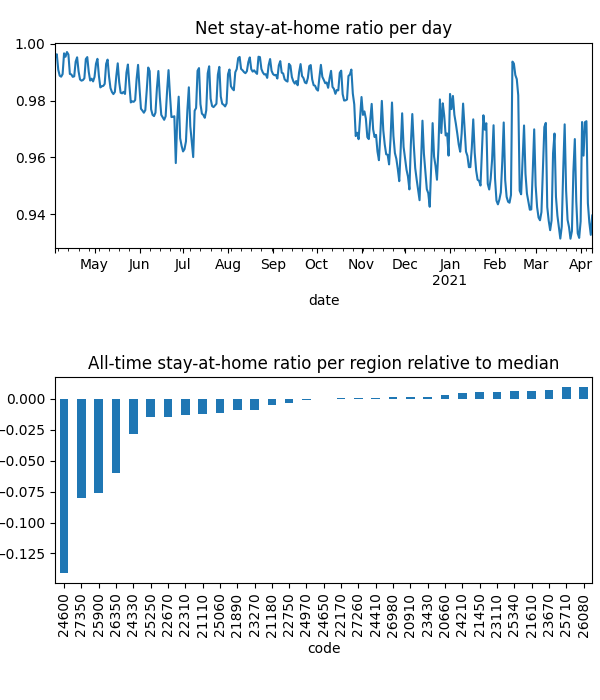 Net stay-at-home ratio per day
1.00
0.98
0.96
0.94
May Jun Jul Aug Sep Oct Nov Dec Jan Feb Mar Apr
2021
date
All-time stay-at-home ratio per region relative to median
0.000
−0.025
−0.050
−0.075
−0.100
−0.125
24600 27350 25900 26350 24330 25250 22670 22310 21110 25060 21890 23270 21180 22750 24970 24650 22170 27260 24410 26980 20910 23430 20660 24210 21450 23110 25340 21610 23670 25710 26080
code